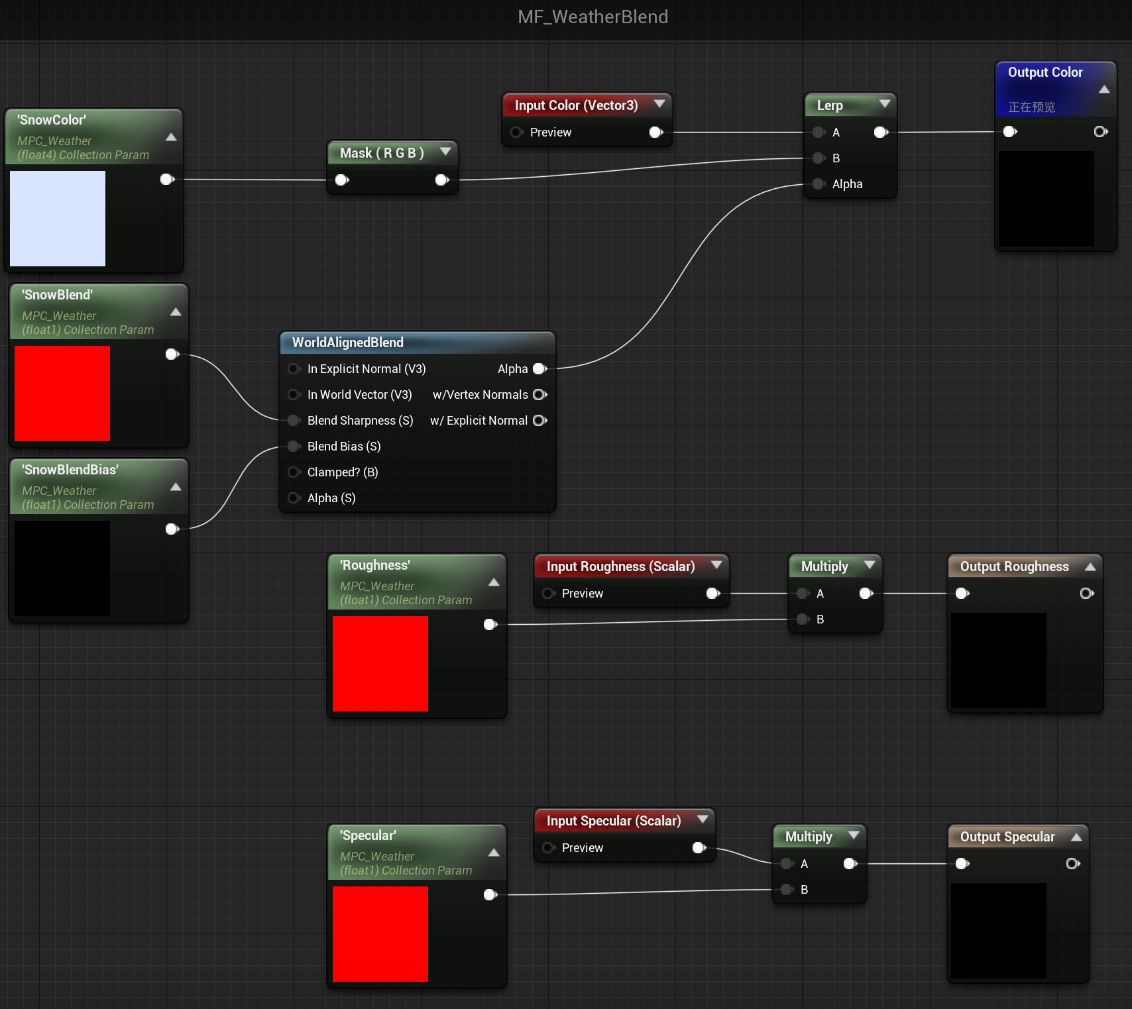 MF_WeatherBlend
Output Color
正在预览
Input Color (Vector3)
Preview
Lerp
A
B
Alpha
'SnowColor'
MPC_Weather
(float4) Collection Param
Mask ( R G B )
'SnowBlend'
MPC_Weather
(float1) Collection Param
WorldAlignedBlend
In Explicit Normal (V3)
Alpha
In World Vector (V3)
w/Vertex Normals
Blend Sharpness (S)
w/ Explicit Normal
Blend Bias (S)
Clamped? (B)
Alpha (S)
'SnowBlendBias'
MPC_Weather
(float1) Collection Param
'Roughness'
MPC_Weather
(float1) Collection Param
Input Roughness (Scalar)
Preview
Multiply
A
B
Output Roughness
'Specular'
MPC_Weather
(float1) Collection Param
Input Specular (Scalar)
Preview
Multiply
A
B
Output Specular